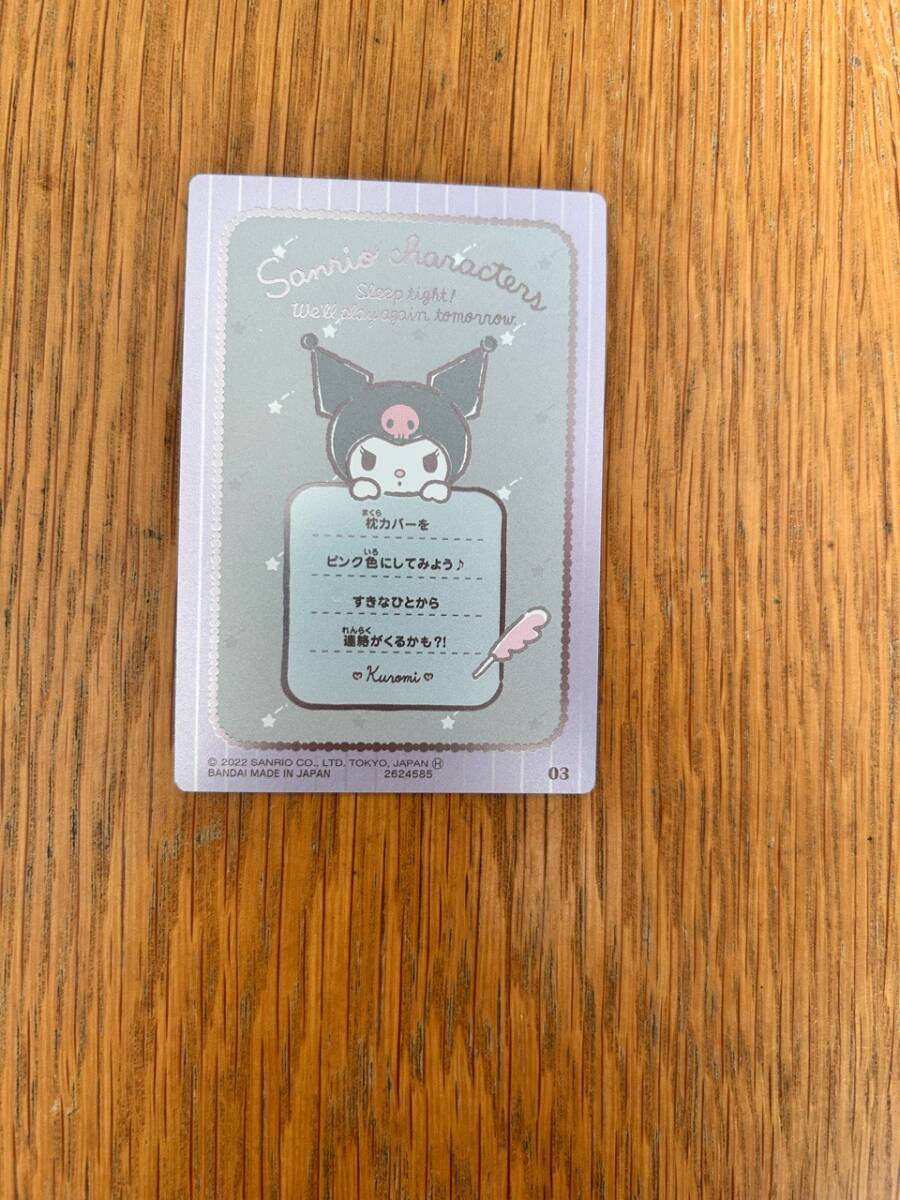 Sanrio characters
Sleep tight!
We'll play again tomorrow.
まくら
枕カバーを
いろ
ピンク色にしてみよう♪
すきなひとから
れんらく
連絡がくるかも?!
♡ Kuromi ♡
© 2022 SANRIO CO., LTD. TOKYO, JAPAN Ⓗ
BANDAI MADE IN JAPAN 2624585
03